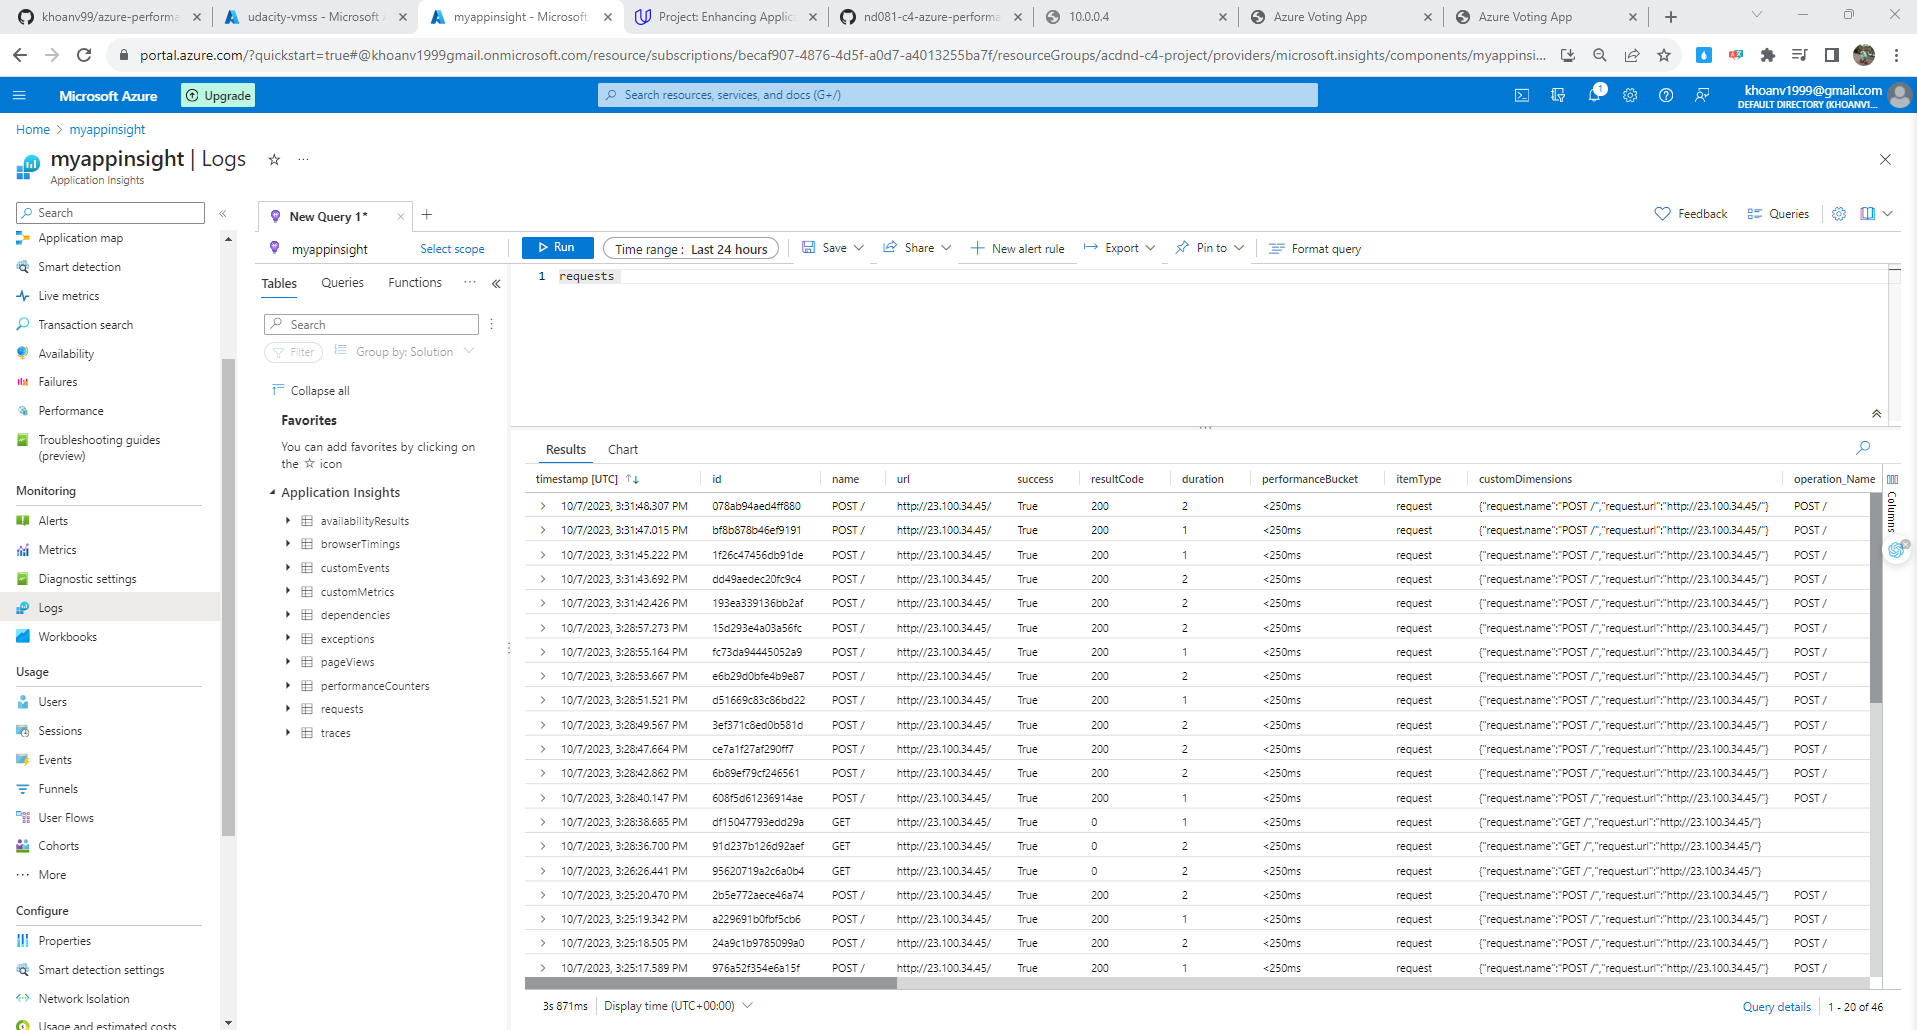 khoanv99/azure-performa
udacity-vmss - Microsoft A
myappinsight - Microsoft
Project: Enhancing Applica
nd081-c4-azure-performa
10.0.0.4
Azure Voting App
Azure Voting App
portal.azure.com/?quickstart=true#@khoanv1999gmail.onmicrosoft.com/resource/subscriptions/becaf907-4876-4d5f-a0d7-a4013255ba7f/resourceGroups/acdnd-c4-project/providers/microsoft.insights/components/myappinsig...
Microsoft Azure
Upgrade
Search resources, services, and docs (G+/)
1
khoanv1999@gmail.com
DEFAULT DIRECTORY (KHOANV1...
Home > myappinsight
myappinsight | Logs
Application Insights
Search
Application map
Smart detection
Live metrics
Transaction search
Availability
Failures
Performance
Troubleshooting guides
(preview)
Monitoring
Alerts
Metrics
Diagnostic settings
Logs
Workbooks
Usage
Users
Sessions
Events
Funnels
User Flows
Cohorts
More
Configure
Properties
Smart detection settings
Network Isolation
Usage and estimated costs
New Query 1*
Feedback
Queries
myappinsight
Select scope
Run
Time range : Last 24 hours
Save
Share
New alert rule
Export
Pin to
Format query
Tables
Queries
Functions
Search
Filter
Group by: Solution
Collapse all
Favorites
You can add favorites by clicking on
the ☆ icon
Application Insights
availabilityResults
browserTimings
customEvents
customMetrics
dependencies
exceptions
pageViews
performanceCounters
requests
traces
1 requests
Results
Chart
timestamp [UTC] id name url success resultCode duration performanceBucket itemType customDimensions operation_Name
10/7/2023, 3:31:48.307 PM 078ab94aed4ff880 POST / http://23.100.34.45/ True 200 2 <250ms request {"request.name":"POST /","request.url":"http://23.100.34.45/"} POST /
10/7/2023, 3:31:47.015 PM bf8b878b46ef9191 POST / http://23.100.34.45/ True 200 1 <250ms request {"request.name":"POST /","request.url":"http://23.100.34.45/"} POST /
10/7/2023, 3:31:45.222 PM 1f26c47456db91de POST / http://23.100.34.45/ True 200 1 <250ms request {"request.name":"POST /","request.url":"http://23.100.34.45/"} POST /
10/7/2023, 3:31:43.692 PM dd49aedec20fc9c4 POST / http://23.100.34.45/ True 200 2 <250ms request {"request.name":"POST /","request.url":"http://23.100.34.45/"} POST /
10/7/2023, 3:31:42.426 PM 193ea339136bb2af POST / http://23.100.34.45/ True 200 2 <250ms request {"request.name":"POST /","request.url":"http://23.100.34.45/"} POST /
10/7/2023, 3:28:57.273 PM 15d293e4a03a56fc POST / http://23.100.34.45/ True 200 2 <250ms request {"request.name":"POST /","request.url":"http://23.100.34.45/"} POST /
10/7/2023, 3:28:55.164 PM fc73da94445052a9 POST / http://23.100.34.45/ True 200 1 <250ms request {"request.name":"POST /","request.url":"http://23.100.34.45/"} POST /
10/7/2023, 3:28:53.667 PM e6b29d0bfe4b9e87 POST / http://23.100.34.45/ True 200 2 <250ms request {"request.name":"POST /","request.url":"http://23.100.34.45/"} POST /
10/7/2023, 3:28:51.521 PM d51669c83c86bd22 POST / http://23.100.34.45/ True 200 1 <250ms request {"request.name":"POST /","request.url":"http://23.100.34.45/"} POST /
10/7/2023, 3:28:49.567 PM 3ef371c8ed0b581d POST / http://23.100.34.45/ True 200 2 <250ms request {"request.name":"POST /","request.url":"http://23.100.34.45/"} POST /
10/7/2023, 3:28:47.664 PM ce7a1f27af290ff7 POST / http://23.100.34.45/ True 200 2 <250ms request {"request.name":"POST /","request.url":"http://23.100.34.45/"} POST /
10/7/2023, 3:28:42.862 PM 6b89ef79cf246561 POST / http://23.100.34.45/ True 200 2 <250ms request {"request.name":"POST /","request.url":"http://23.100.34.45/"} POST /
10/7/2023, 3:28:40.147 PM 608f5d61236914ae POST / http://23.100.34.45/ True 200 1 <250ms request {"request.name":"POST /","request.url":"http://23.100.34.45/"} POST /
10/7/2023, 3:28:38.685 PM df15047793edd29a GET http://23.100.34.45/ True 0 1 <250ms request {"request.name":"GET /","request.url":"http://23.100.34.45/"}
10/7/2023, 3:28:36.700 PM 91d237b126d92aef GET http://23.100.34.45/ True 0 2 <250ms request {"request.name":"GET /","request.url":"http://23.100.34.45/"}
10/7/2023, 3:26:26.441 PM 95620719a2c6a0b4 GET http://23.100.34.45/ True 0 2 <250ms request {"request.name":"GET /","request.url":"http://23.100.34.45/"}
10/7/2023, 3:25:20.470 PM 2b5e772aece46a74 POST / http://23.100.34.45/ True 200 2 <250ms request {"request.name":"POST /","request.url":"http://23.100.34.45/"} POST /
10/7/2023, 3:25:19.342 PM a229691b0fbf5cb6 POST / http://23.100.34.45/ True 200 1 <250ms request {"request.name":"POST /","request.url":"http://23.100.34.45/"} POST /
10/7/2023, 3:25:18.505 PM 24a9c1b9785099a0 POST / http://23.100.34.45/ True 200 2 <250ms request {"request.name":"POST /","request.url":"http://23.100.34.45/"} POST /
10/7/2023, 3:25:17.589 PM 976a52f354e6a15f POST / http://23.100.34.45/ True 200 1 <250ms request {"request.name":"POST /","request.url":"http://23.100.34.45/"} POST /
Columns
3s 871ms
Display time (UTC+00:00)
Query details
1 - 20 of 46